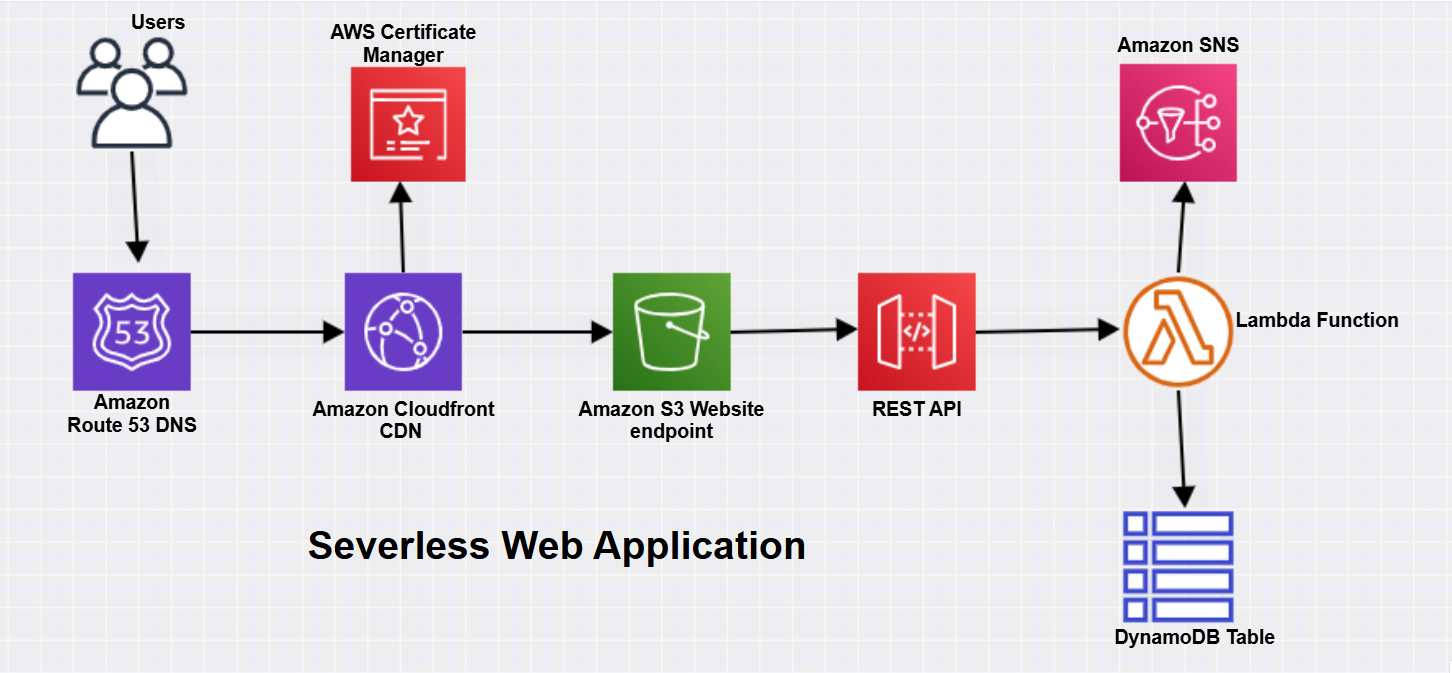 Users
AWS Certificate
Manager
Amazon SNS
53
Amazon
Route 53 DNS
Amazon Cloudfront
CDN
Amazon S3 Website
endpoint
</>
REST API
Lambda Function
Severless Web Application
DynamoDB Table